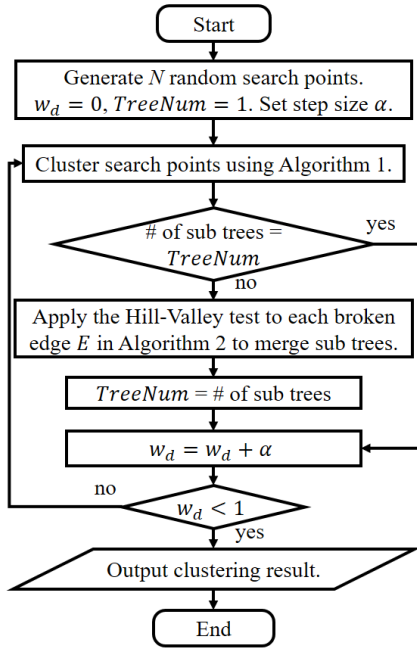 Start
Generate N random search points.
w_d = 0, TreeNum = 1. Set step size α.
Cluster search points using Algorithm 1.
# of sub trees =
TreeNum
yes
no
Apply the Hill-Valley test to each broken
edge E in Algorithm 2 to merge sub trees.
TreeNum = # of sub trees
w_d = w_d + α
no
w_d < 1
yes
Output clustering result.
End